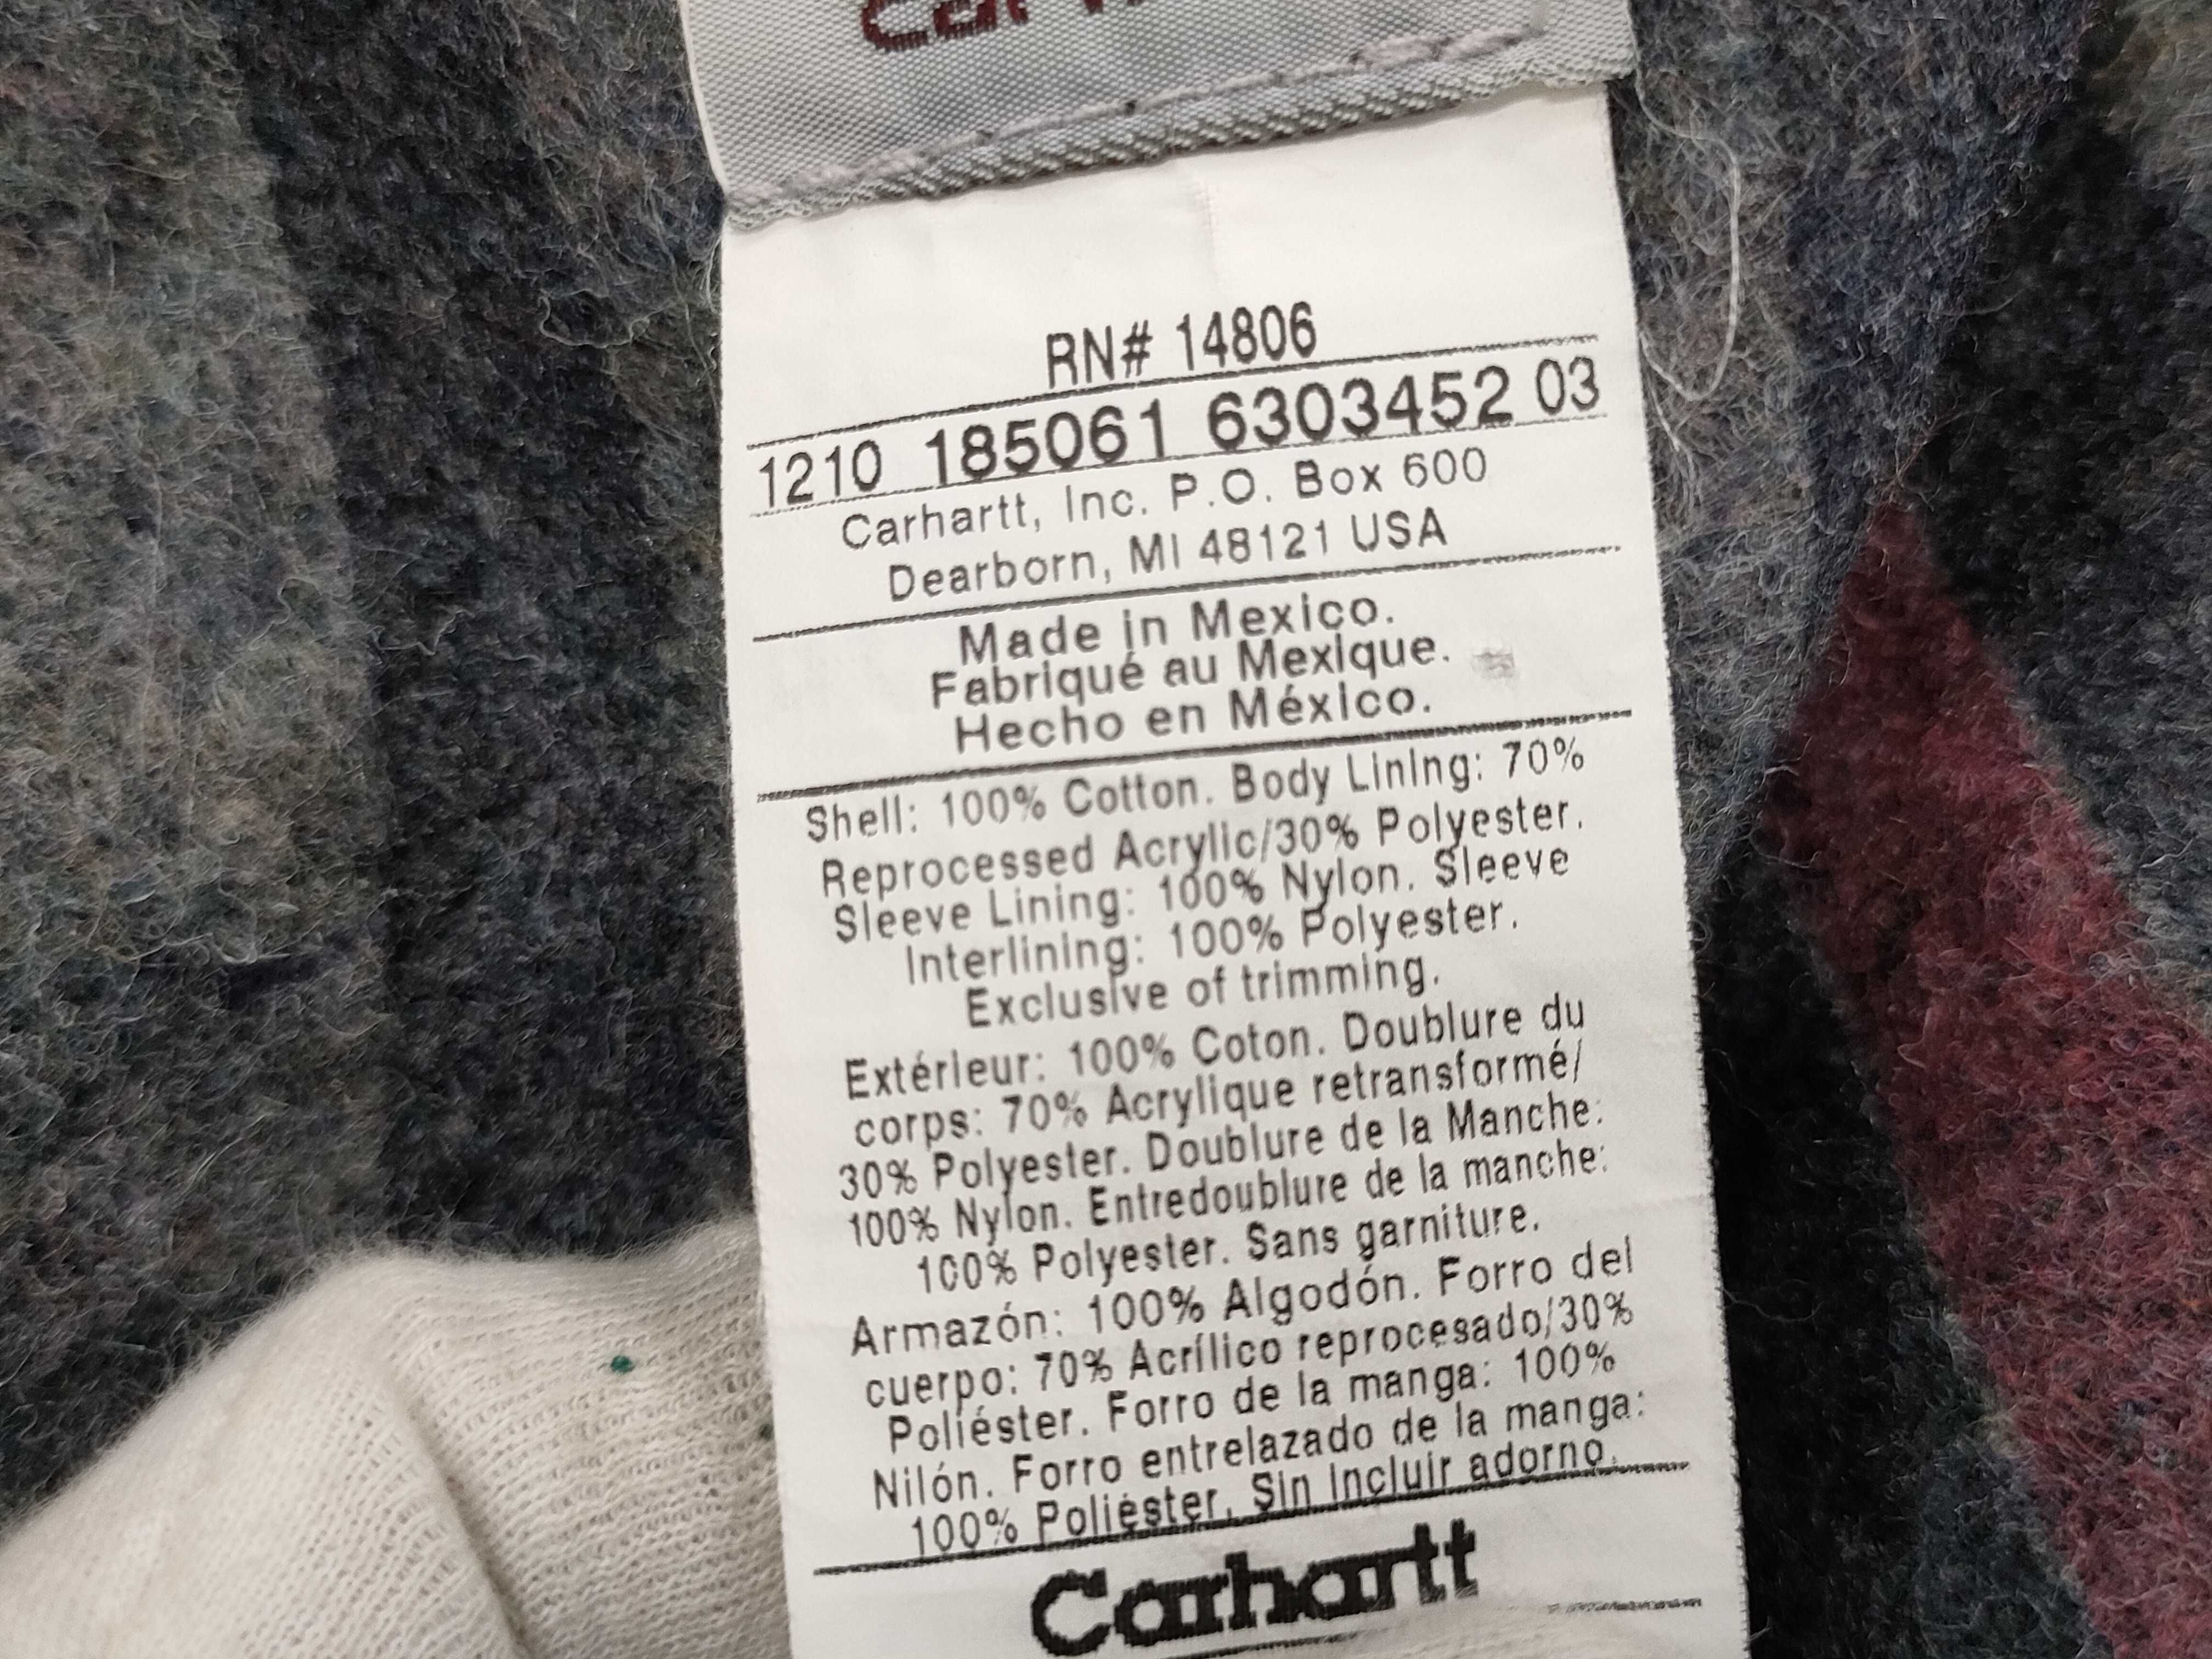 RN# 14806
1210 185061 6303452 03
Carhartt, Inc. P.O. Box 600
Dearborn, MI 48121 USA
Made in Mexico.
Fabriqué au Mexique.
Hecho en México.
Shell: 100% Cotton. Body Lining: 70%
Reprocessed Acrylic/30% Polyester.
Sleeve Lining: 100% Nylon. Sleeve
Interlining: 100% Polyester.
Exclusive of trimming.
Extérieur: 100% Coton. Doublure du
corps: 70% Acrylique retransformé/
30% Polyester. Doublure de la Manche:
100% Nylon. Entredoublure de la manche:
100% Polyester. Sans garniture.
Armazón: 100% Algodón. Forro del
cuerpo: 70% Acrílico reprocesado/30%
Poliéster. Forro de la manga: 100%
Nilón. Forro entrelazado de la manga:
100% Poliéster. Sin incluir adorno.
Carhartt